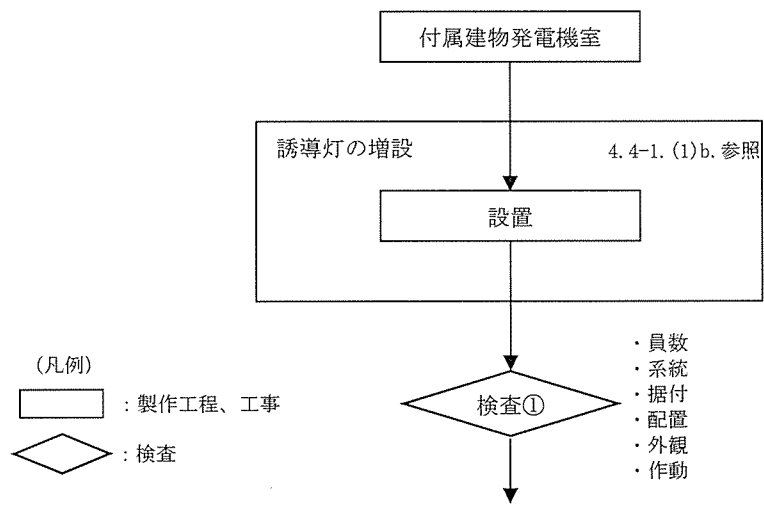 付属建物発電機室
誘導灯の増設
4.4-1.(1)b.参照
設置
・員数
・系統
・据付
・配置
・外観
・作動
検査①
(凡例)
:製作工程、工事
:検査